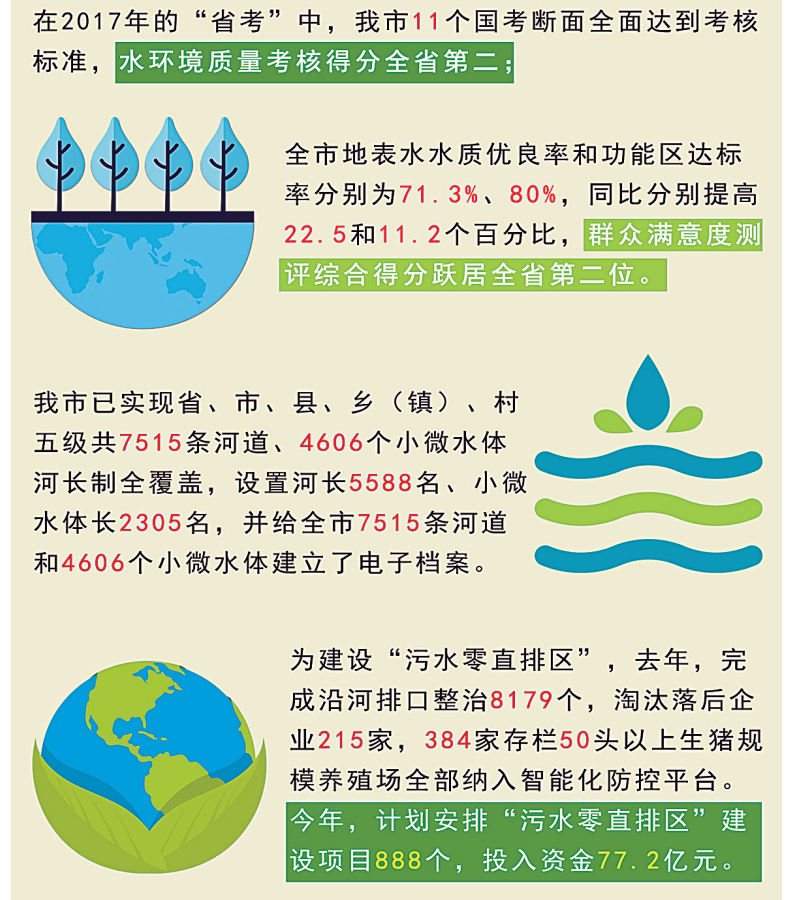 在2017年的“省考”中，我市11个国考断面全面达到考核
标准，水环境质量考核得分全省第二；
全市地表水水质优良率和功能区达标
率分别为71.3%、80%，同比分别提高
22.5和11.2个百分比，群众满意度测
评综合得分跃居全省第二位。
我市已实现省、市、县、乡（镇）、村
五级共7515条河道、4606个小微水体
河长制全覆盖，设置河长5588名、小微
水体长2305名，并给全市7515条河道
和4606个小微水体建立了电子档案。
为建设“污水零直排区”，去年，完
成沿河排口整治8179个，淘汰落后企
业215家，384家存栏50头以上生猪规
模养殖场全部纳入智能化防控平台。
今年，计划安排“污水零直排区”建
设项目888个，投入资金77.2亿元。